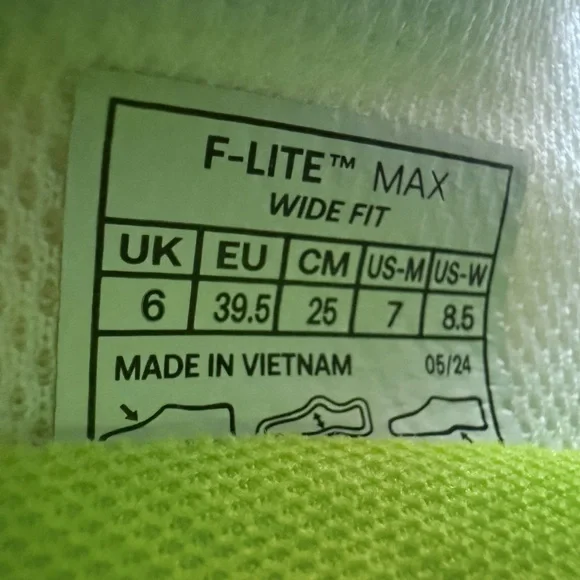 F-LITE™ MAX
WIDE FIT
UK EU CM US-M US-W
6 39.5 25 7 8.5
MADE IN VIETNAM 05/24